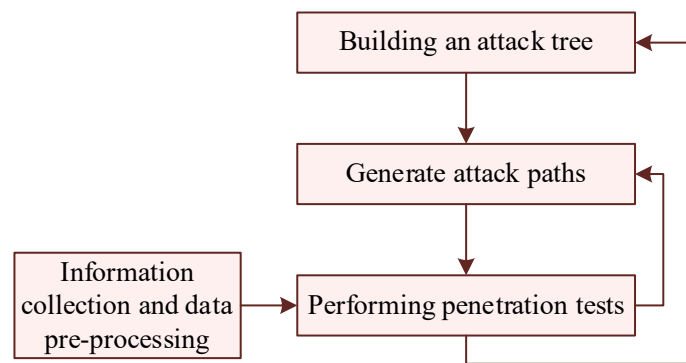 Building an attack tree
Generate attack paths
Information
collection and data
pre-processing
Performing penetration tests